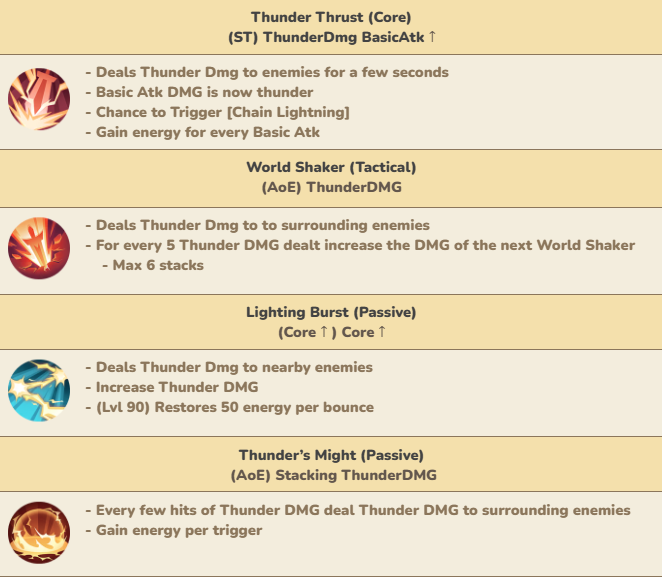 Thunder Thrust (Core)
(ST) ThunderDmg BasicAtk ↑
- Deals Thunder Dmg to enemies for a few seconds
- Basic Atk DMG is now thunder
- Chance to Trigger [Chain Lightning]
- Gain energy for every Basic Atk
World Shaker (Tactical)
(AoE) ThunderDMG
- Deals Thunder Dmg to to surrounding enemies
- For every 5 Thunder DMG dealt increase the DMG of the next World Shaker
- Max 6 stacks
Lighting Burst (Passive)
(Core ↑ ) Core ↑
- Deals Thunder Dmg to nearby enemies
- Increase Thunder DMG
- (Lvl 90) Restores 50 energy per bounce
Thunder’s Might (Passive)
(AoE) Stacking ThunderDMG
- Every few hits of Thunder DMG deal Thunder DMG to surrounding enemies
- Gain energy per trigger